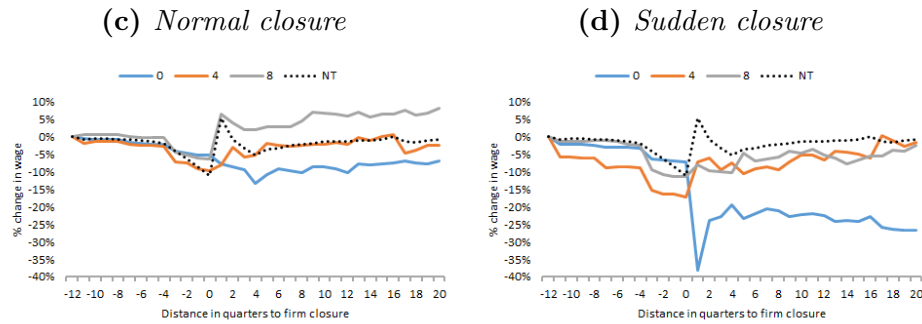 (c) Normal closure
0 4 8 NT
% change in wage
10%
5%
0%
-5%
-10%
-15%
-20%
-25%
-30%
-35%
-40%
-12 -10 -8 -6 -4 -2 0 2 4 6 8 10 12 14 16 18 20
Distance in quarters to firm closure
(d) Sudden closure
0 4 8 NT
% change in wage
10%
5%
0%
-5%
-10%
-15%
-20%
-25%
-30%
-35%
-40%
-12 -10 -8 -6 -4 -2 0 2 4 6 8 10 12 14 16 18 20
Distance in quarters to firm closure